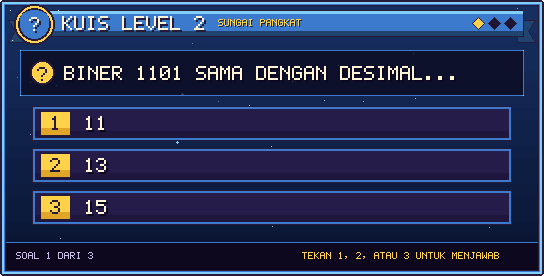 ? KUIS LEVEL 2 SUNGAI PANGKAT
? BINER 1101 SAMA DENGAN DESIMAL...
1 11
2 13
3 15
SOAL 1 DARI 3 TEKAN 1, 2, ATAU 3 UNTUK MENJAWAB